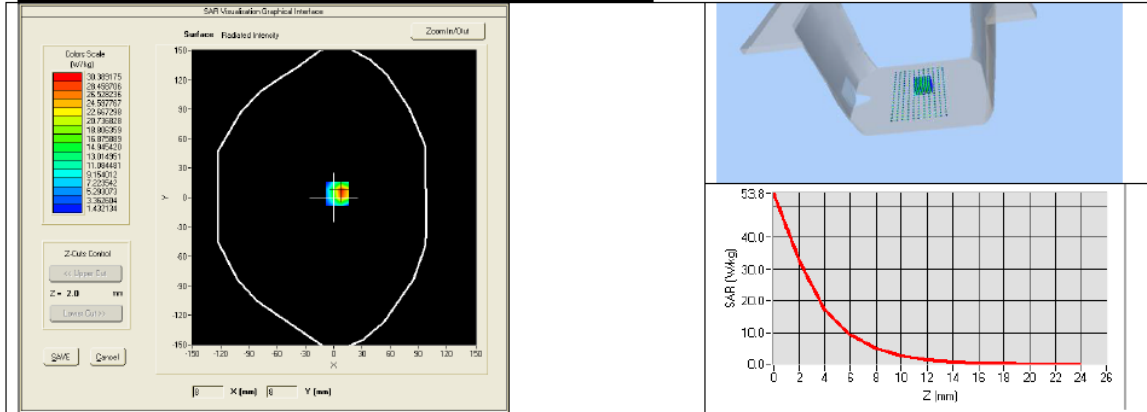 SAR Visualisation Graphical Interface
Surface Radiated Intensity
Zoom In/Out
Colors Scale
(W/kg)
30.389175
28.458706
26.528236
24.597767
22.667298
20.736828
18.806359
16.875889
14.945420
13.014951
11.084481
9.154012
7.223542
5.293073
3.362604
1.432134
Z-Cuts Control
<< Upper Cut
Z = 2.0 mm
Lower Cut >>
SAVE Cancel
150
120
90
60
30
0
-30
-60
-90
-120
-150
Y
-150 -120 -90 -60 -30 0 30 60 90 120 150
X
8 X (mm) 8 Y (mm)
53.8
40.0
30.0
20.0
10.0
0.0
SAR (W/kg)
0 2 4 6 8 10 12 14 16 18 20 22 24 26
Z (mm)